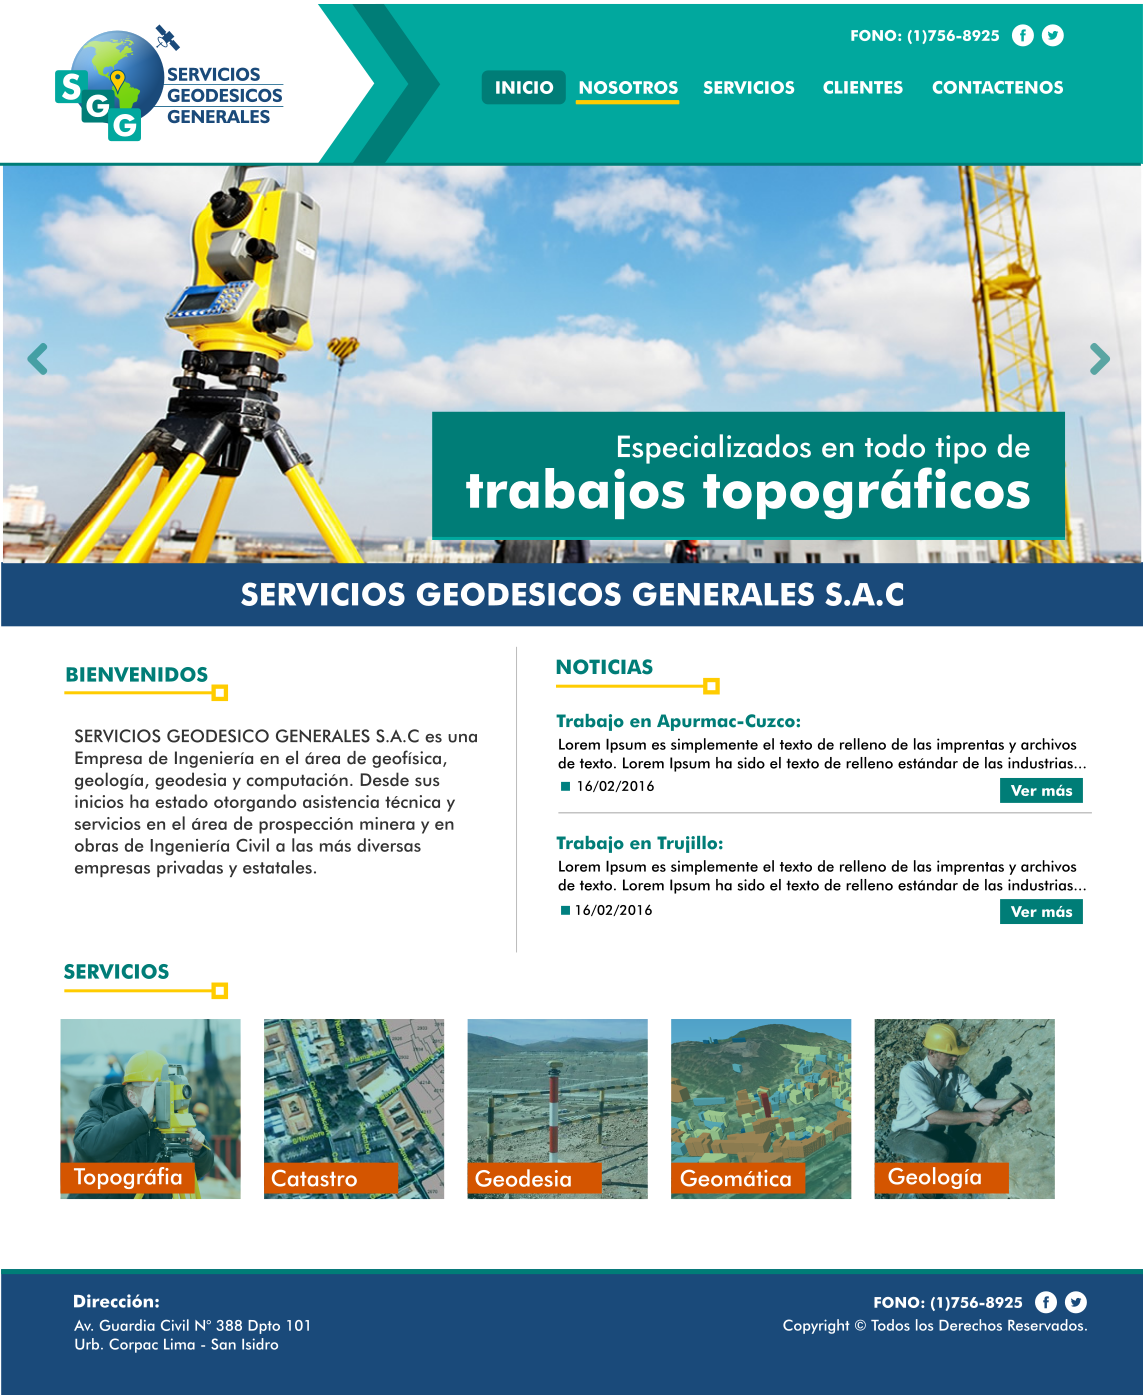 SGG
SERVICIOS
GEODESICOS
GENERALES
FONO: (1)756-8925
INICIO NOSOTROS SERVICIOS CLIENTES CONTACTENOS
Especializados en todo tipo de
trabajos topográficos
SERVICIOS GEODESICOS GENERALES S.A.C
BIENVENIDOS
SERVICIOS GEODESICO GENERALES S.A.C es una
Empresa de Ingeniería en el área de geofísica,
geología, geodesia y computación. Desde sus
inicios ha estado otorgando asistencia técnica y
servicios en el área de prospección minera y en
obras de Ingeniería Civil a las más diversas
empresas privadas y estatales.
NOTICIAS
Trabajo en Apurmac-Cuzco:
Lorem Ipsum es simplemente el texto de relleno de las imprentas y archivos
de texto. Lorem Ipsum ha sido el texto de relleno estándar de las industrias...
16/02/2016
Ver más
Trabajo en Trujillo:
Lorem Ipsum es simplemente el texto de relleno de las imprentas y archivos
de texto. Lorem Ipsum ha sido el texto de relleno estándar de las industrias...
16/02/2016
Ver más
SERVICIOS
Topográfia
Catastro
Geodesia
Geomática
Geología
Dirección:
Av. Guardia Civil N° 388 Dpto 101
Urb. Corpac Lima - San Isidro
FONO: (1)756-8925
Copyright © Todos los Derechos Reservados.